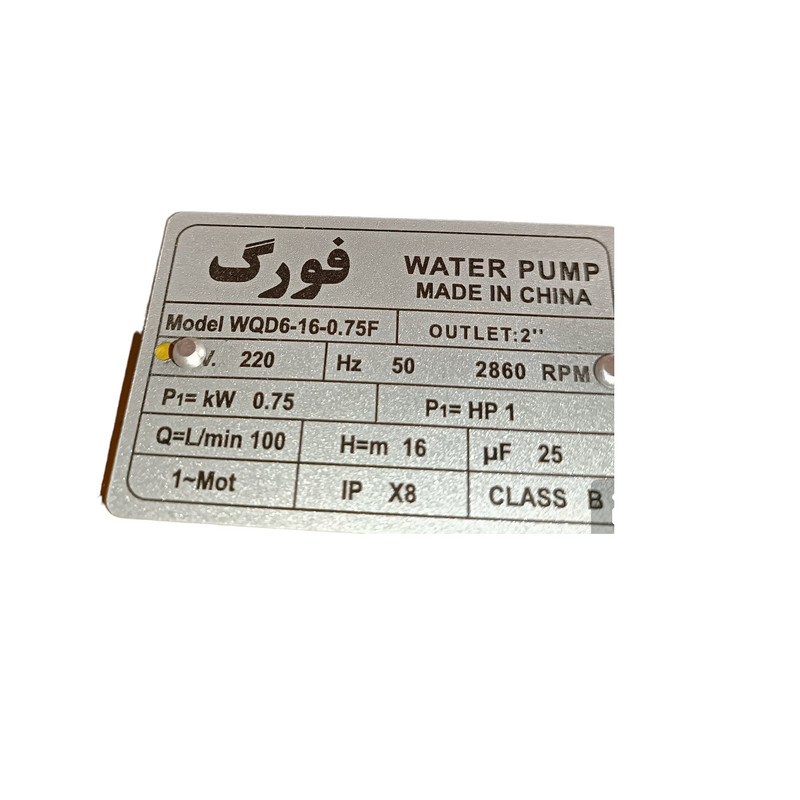 فورگ
WATER PUMP
MADE IN CHINA
Model WQD6-16-0.75F OUTLET:2''
V. 220 Hz 50 2860 RPM
P1= kW 0.75 P1= HP 1
Q=L/min 100 H=m 16 µF 25
1~Mot IP X8 CLASS B